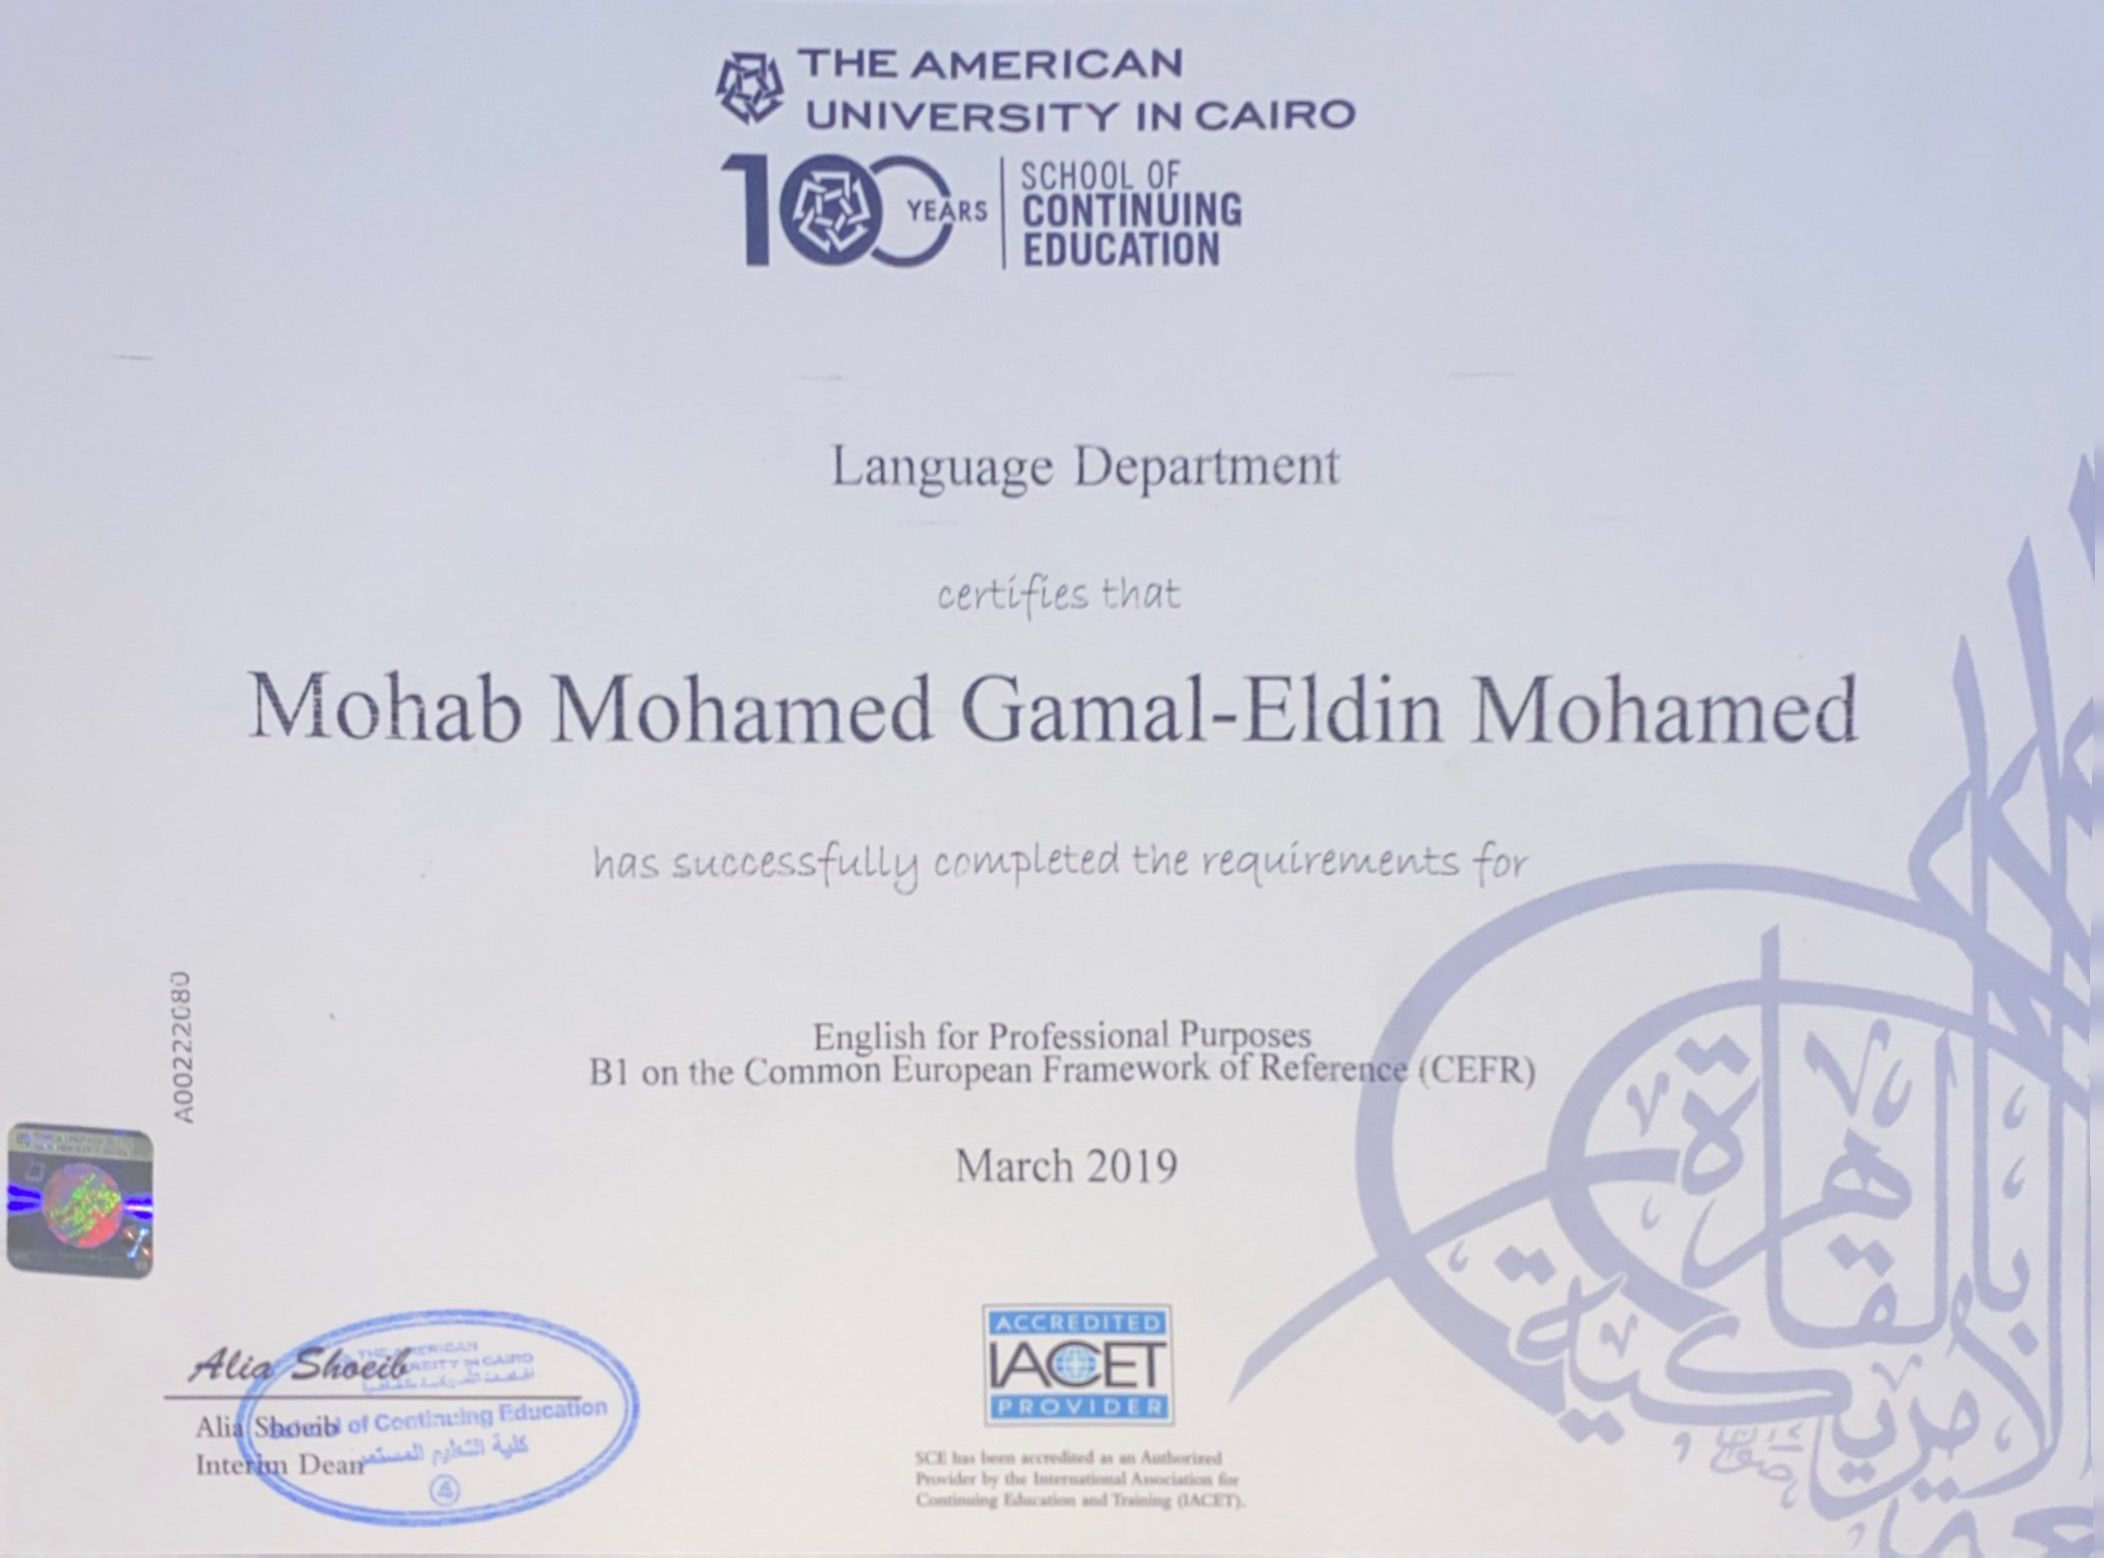 THE AMERICAN
UNIVERSITY IN CAIRO
100 YEARS
SCHOOL OF
CONTINUING
EDUCATION
Language Department
certifies that
Mohab Mohamed Gamal-Eldin Mohamed
has successfully completed the requirements for
English for Professional Purposes
B1 on the Common European Framework of Reference (CEFR)
March 2019
A00222080
Alia Shoeib
Alia Shoeib
Interim Dean
THE AMERICAN
UNIVERSITY IN CAIRO
الجامعة الأمريكية بالقاهرة
of Continuing Education
كلية التعليم المستمر
4
ACCREDITED
IACET
PROVIDER
SCE has been accredited as an Authorized
Provider by the International Association for
Continuing Education and Training (IACET).
بالقاهرة
الامريكية